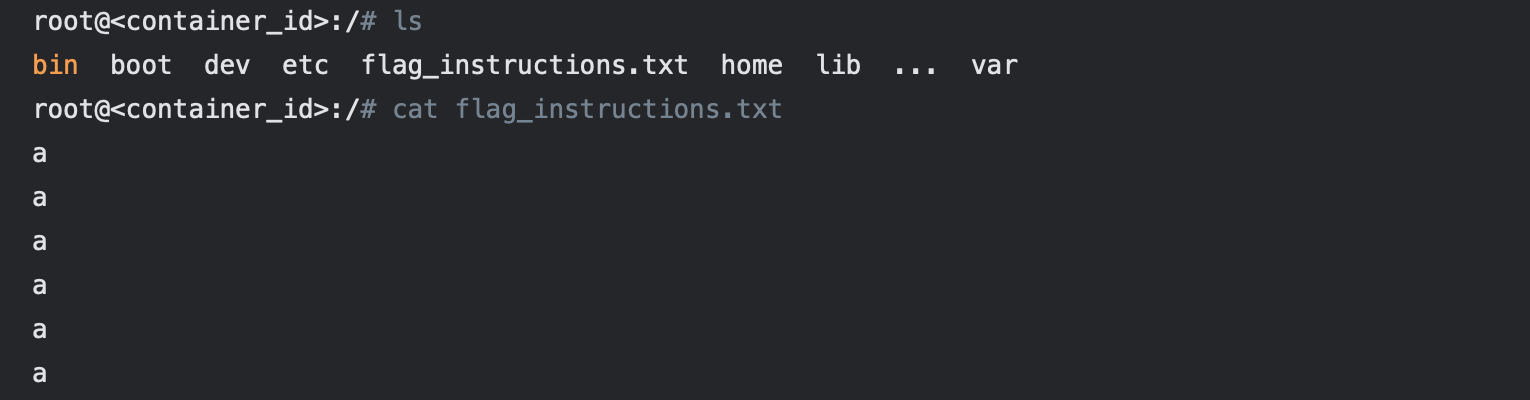 root@<container_id>:/# ls
bin  boot  dev  etc  flag_instructions.txt  home  lib  ...  var
root@<container_id>:/# cat flag_instructions.txt
a
a
a
a
a
a